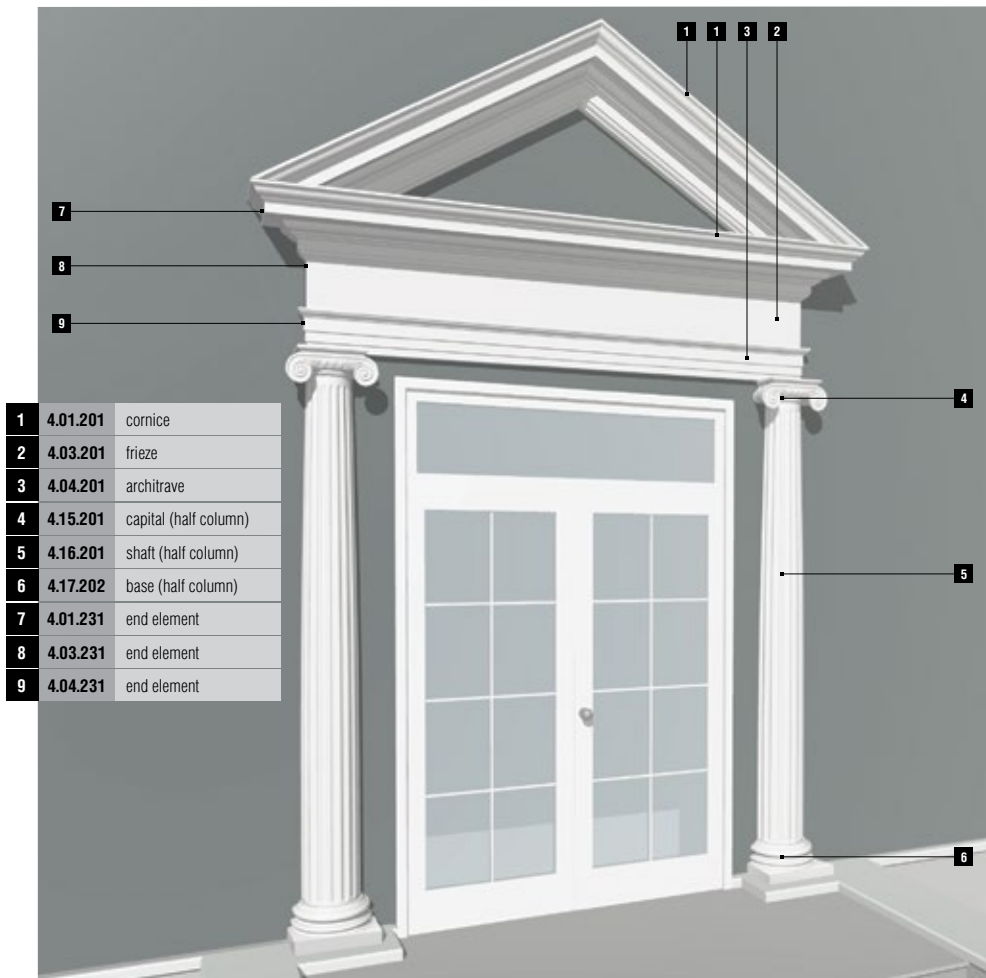 1 1 3 2
7
8
9
4
1 4.01.201 cornice
2 4.03.201 frieze
3 4.04.201 architrave
4 4.15.201 capital (half column)
5 4.16.201 shaft (half column)
6 4.17.202 base (half column)
7 4.01.231 end element
8 4.03.231 end element
9 4.04.231 end element
5
6